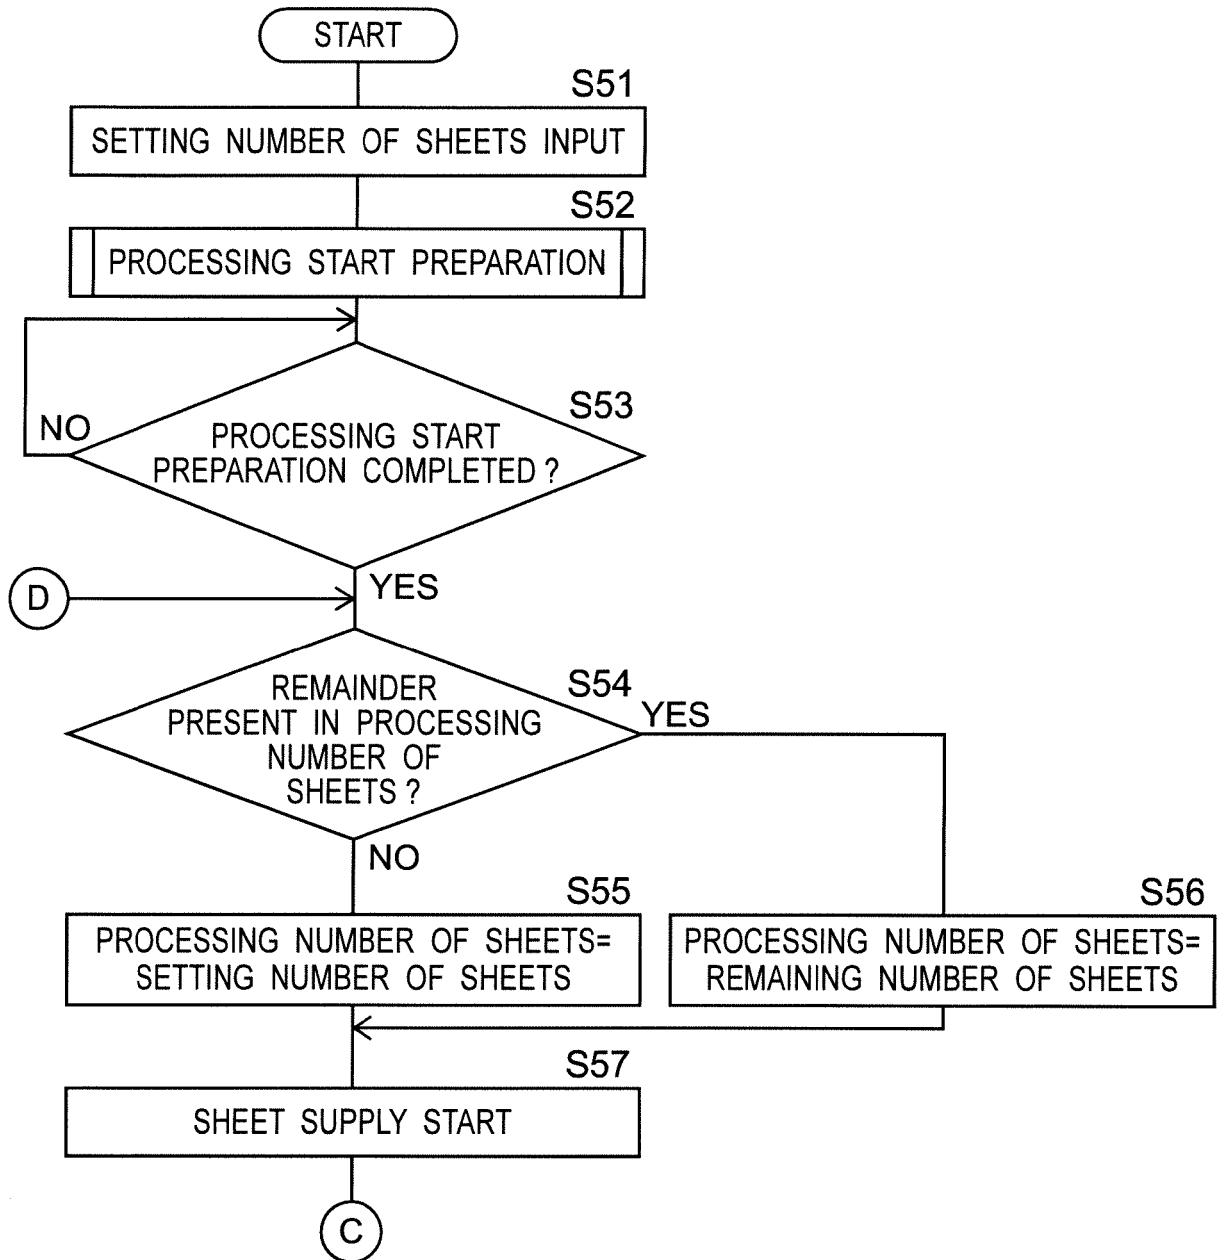 START
S51
SETTING NUMBER OF SHEETS INPUT
S52
PROCESSING START PREPARATION
S53
NO
PROCESSING START
PREPARATION COMPLETED ?
YES
D
S54
REMAINDER
PRESENT IN PROCESSING
NUMBER OF
SHEETS ?
YES
NO
S55
PROCESSING NUMBER OF SHEETS=
SETTING NUMBER OF SHEETS
S56
PROCESSING NUMBER OF SHEETS=
REMAINING NUMBER OF SHEETS
S57
SHEET SUPPLY START
C